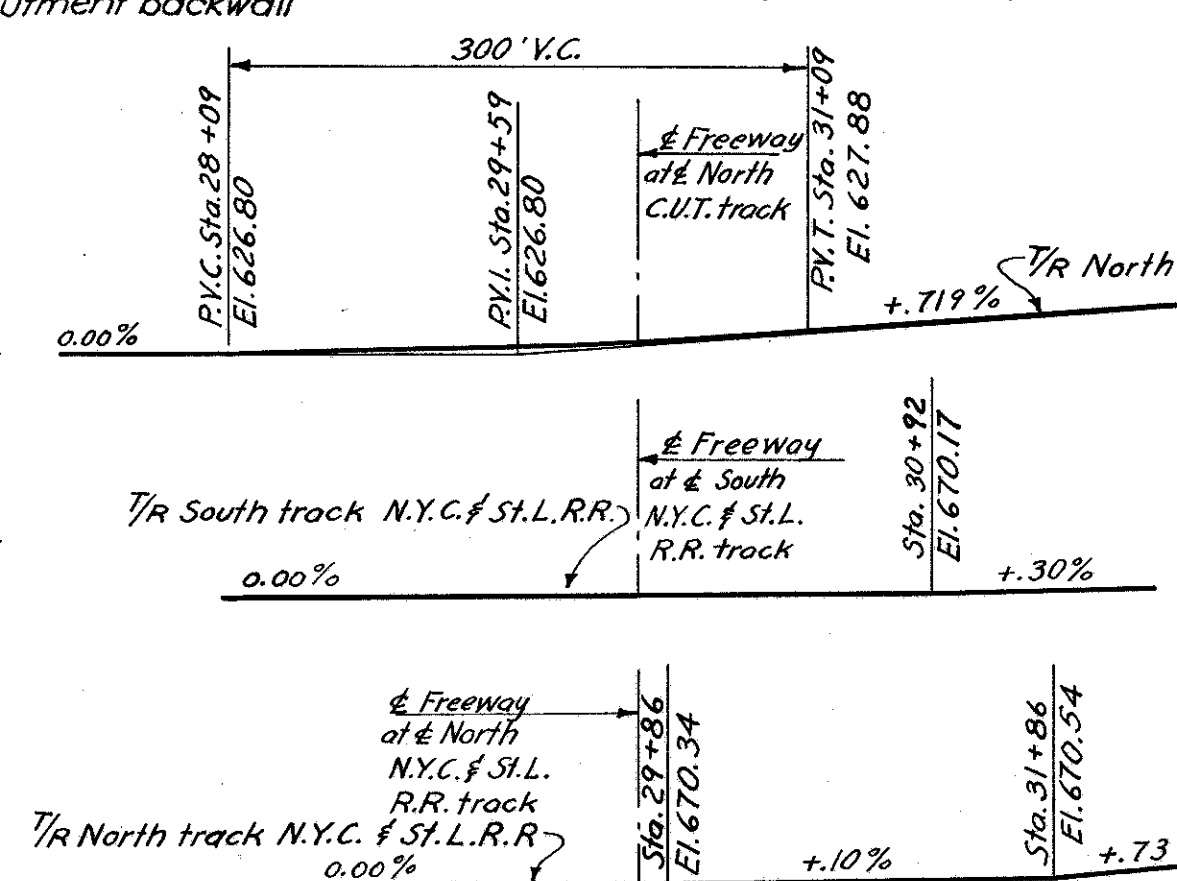 utment backwall
300' V.C.
P.V.C. Sta. 28+09
El. 626.80
P.V.I. Sta. 29+59
El. 626.80
℄ Freeway
at ℄ North
C.U.T. track
P.V.T. Sta. 31+09
El. 627.88
T/R North
+.719%
0.00%
℄ Freeway
at ℄ South
N.Y.C. & St.L.
R.R. track
Sta. 30+92
El. 670.17
T/R South track N.Y.C. & St.L.R.R.
0.00%
+.30%
℄ Freeway
at ℄ North
N.Y.C. & St.L.
R.R. track
Sta. 29+86
El. 670.34
Sta. 31+86
El. 670.54
T/R North track N.Y.C. & St.L.R.R
0.00%
+.10%
+.73